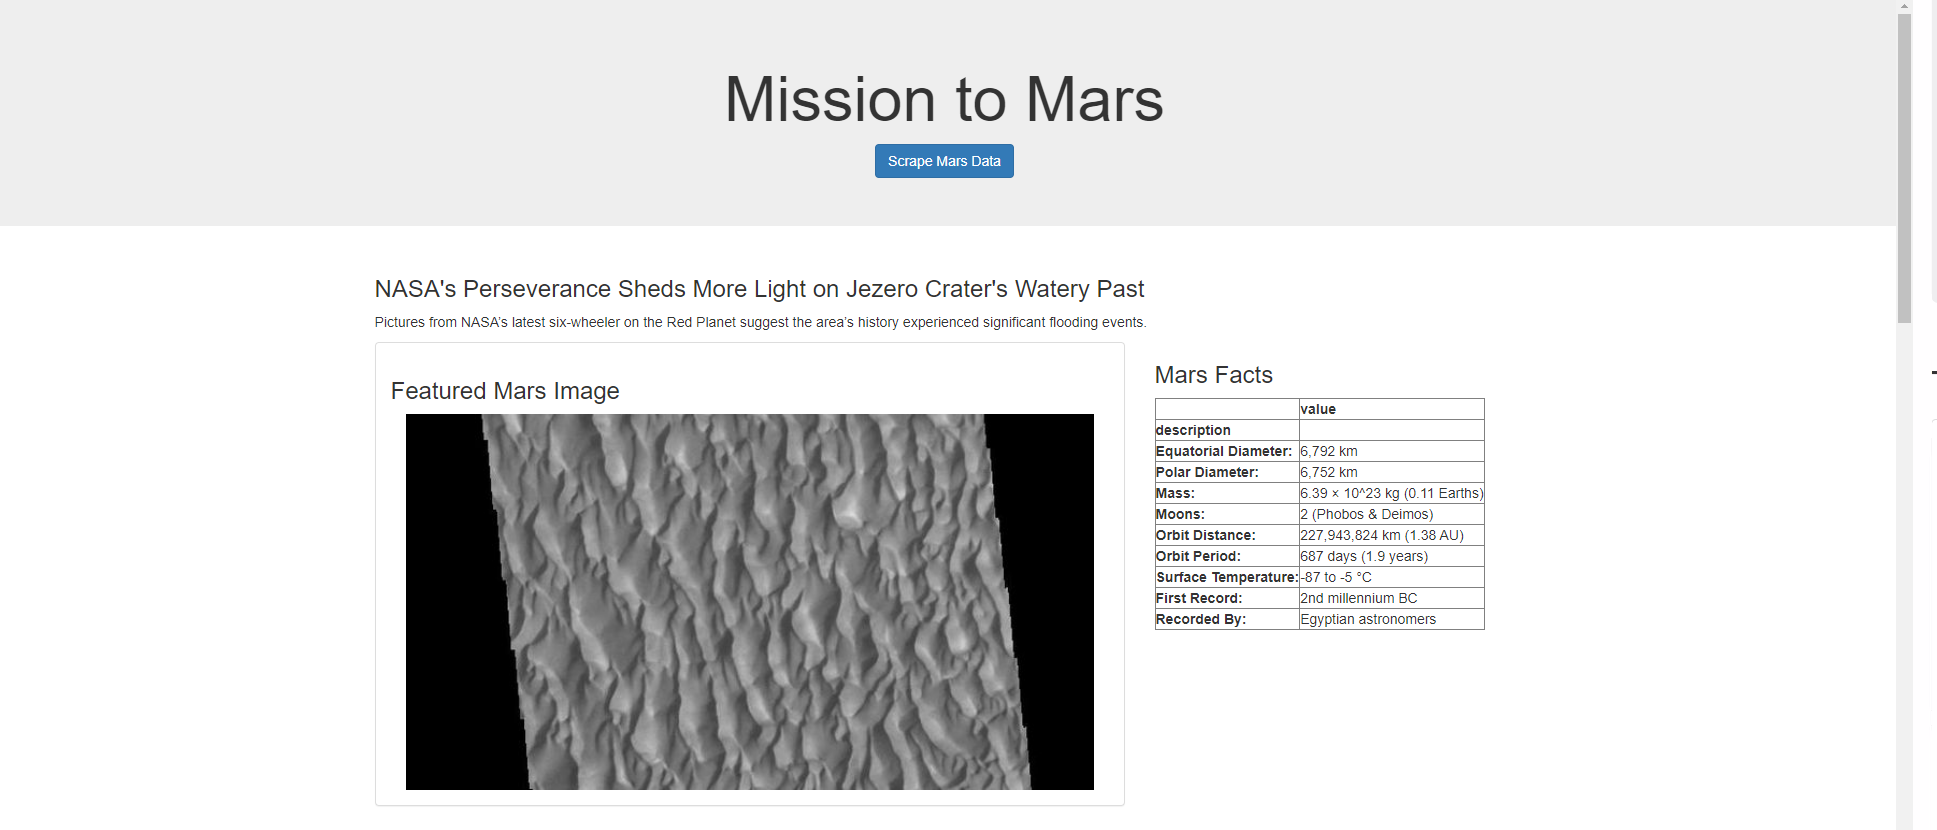 Mission to Mars
Scrape Mars Data
NASA's Perseverance Sheds More Light on Jezero Crater's Watery Past
Pictures from NASA’s latest six-wheeler on the Red Planet suggest the area’s history experienced significant flooding events.
Featured Mars Image
Mars Facts
value
description
Equatorial Diameter: 6,792 km
Polar Diameter: 6,752 km
Mass: 6.39 × 10^23 kg (0.11 Earths)
Moons: 2 (Phobos & Deimos)
Orbit Distance: 227,943,824 km (1.38 AU)
Orbit Period: 687 days (1.9 years)
Surface Temperature: -87 to -5 °C
First Record: 2nd millennium BC
Recorded By: Egyptian astronomers